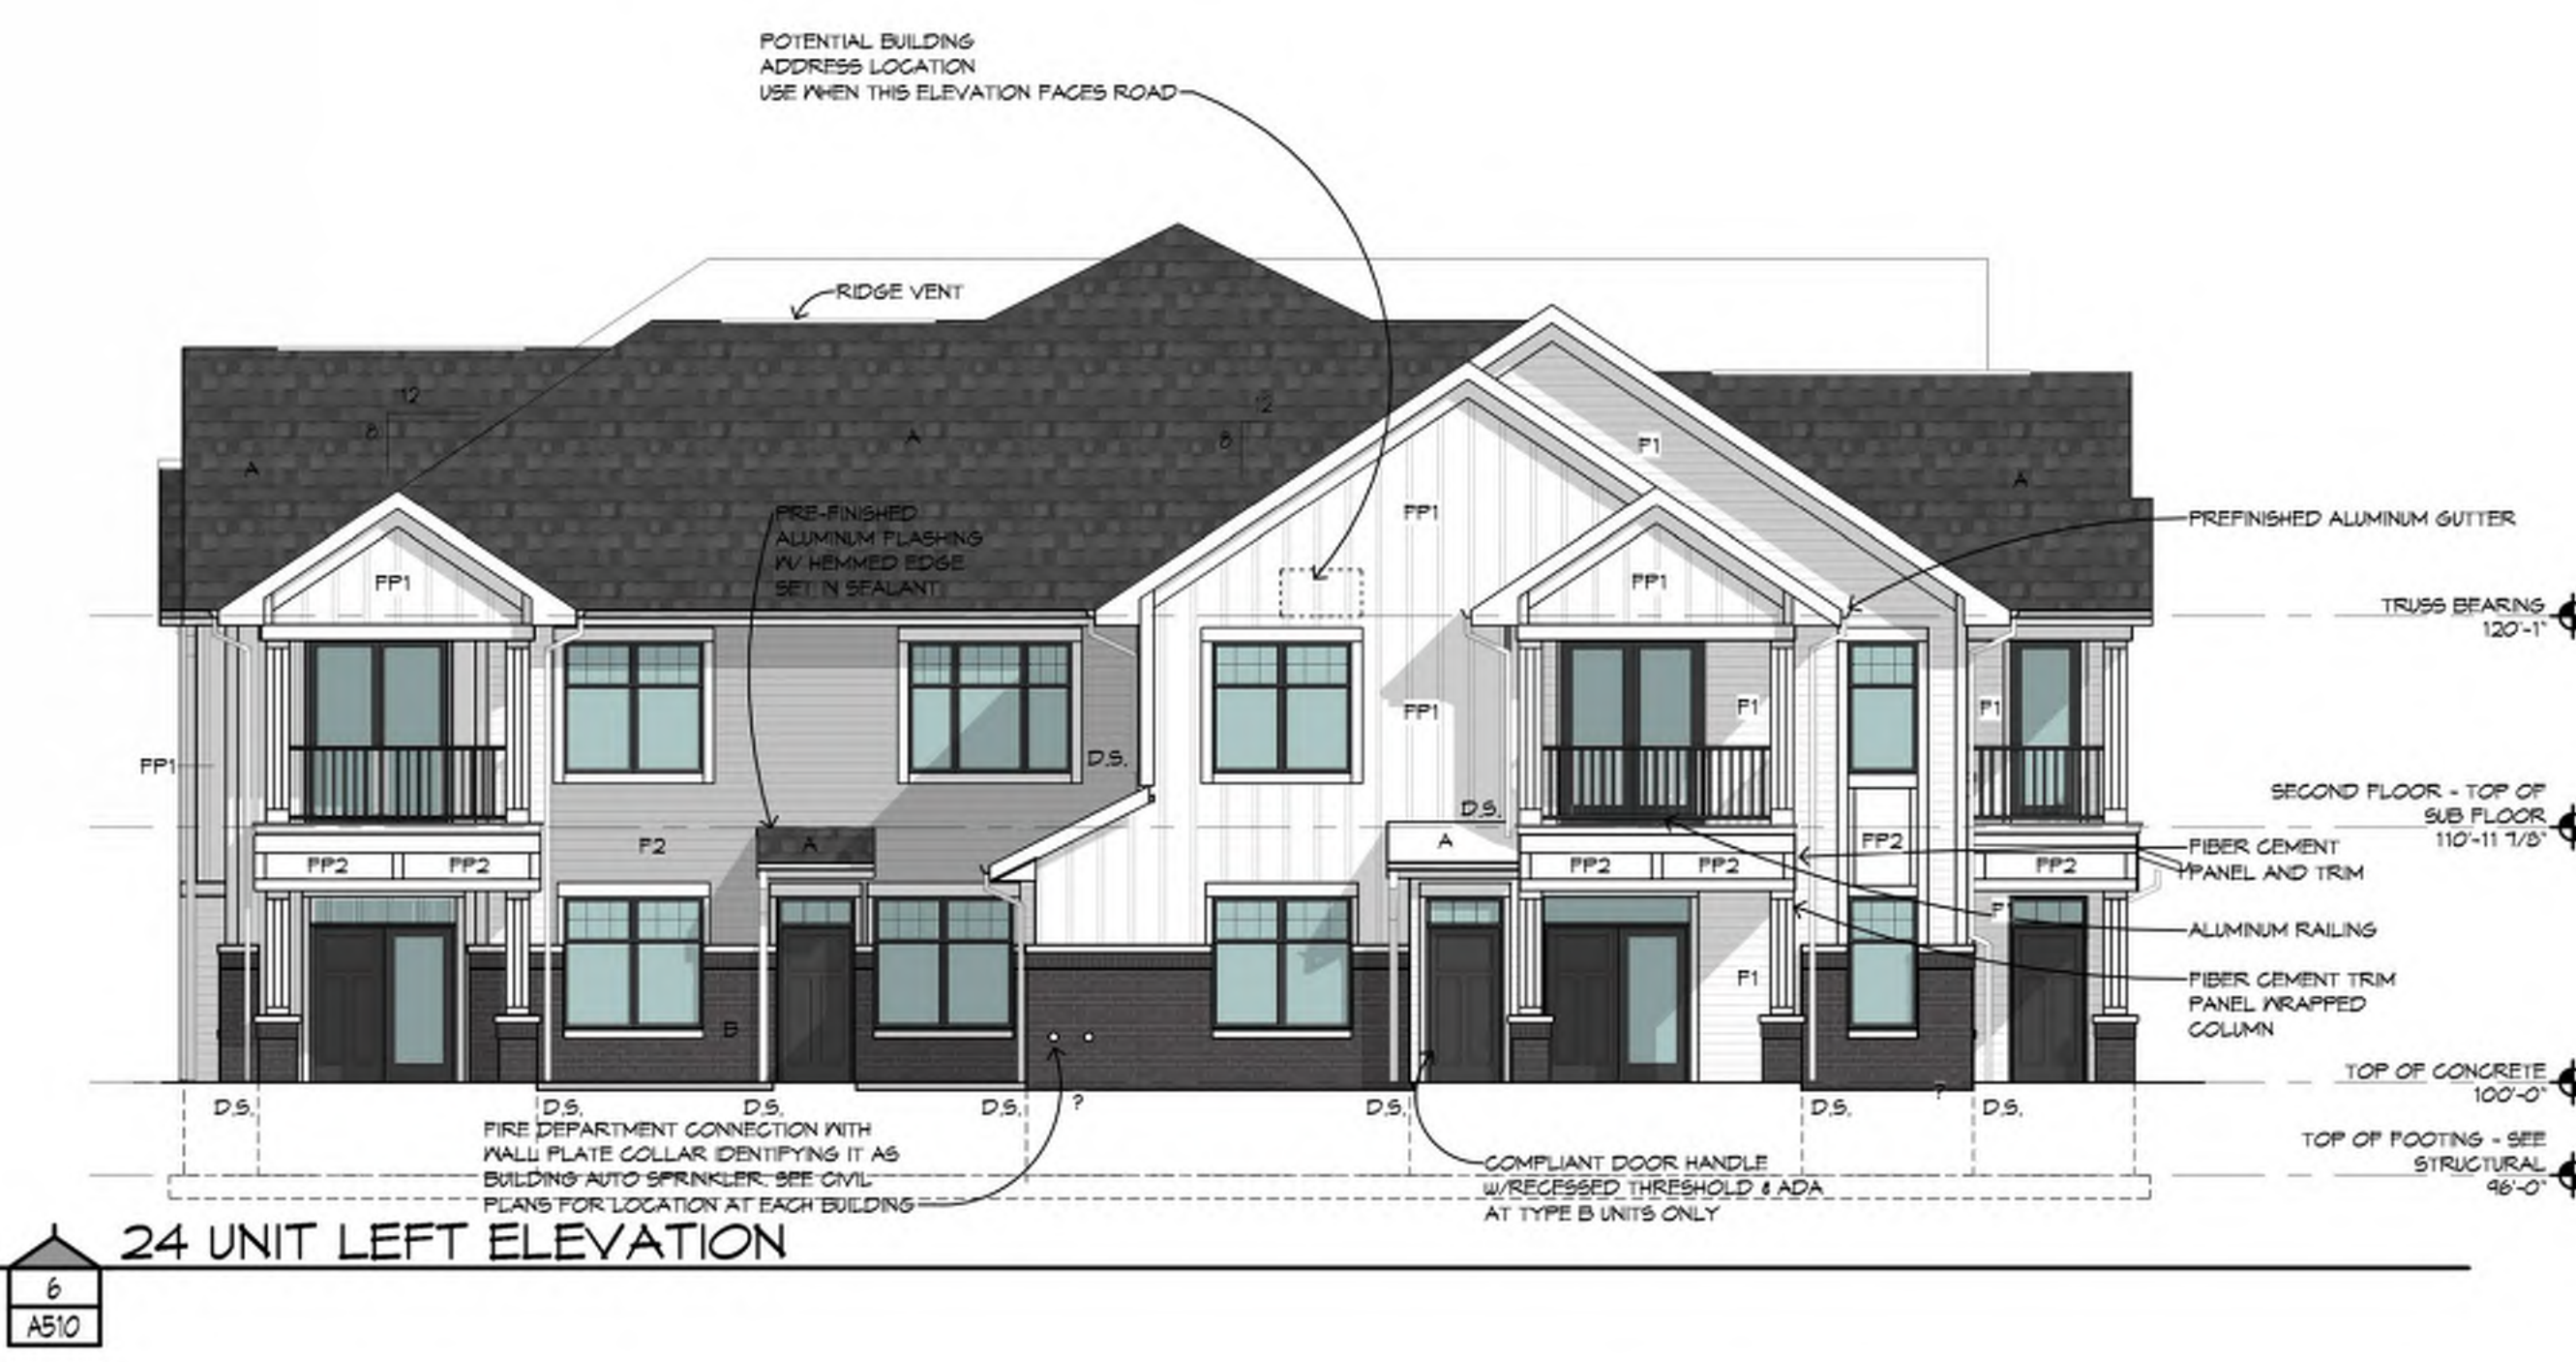 POTENTIAL BUILDING
ADDRESS LOCATION
USE WHEN THIS ELEVATION FACES ROAD
RIDGE VENT
12
8
A
A
12
8
F1
A
PRE-FINISHED
ALUMINUM FLASHING
W/ HEMMED EDGE
SET IN SEALANT
FP1
FP1
FP1
PREFINISHED ALUMINUM GUTTER
TRUSS BEARING
120'-1"
FP1
D.S.
FP1
F1
F1
SECOND FLOOR - TOP OF
SUB FLOOR
110'-11 7/8"
D.S.
F2
A
A
FP2
FP2
FP2
FP2
FP2
FP2
FIBER CEMENT
PANEL AND TRIM
F1
ALUMINUM RAILING
B
F1
FIBER CEMENT TRIM
PANEL WRAPPED
COLUMN
TOP OF CONCRETE
100'-0"
D.S.
D.S.
D.S.
D.S.
?
D.S.
D.S.
?
D.S.
FIRE DEPARTMENT CONNECTION WITH
WALL PLATE COLLAR IDENTIFYING IT AS
BUILDING AUTO SPRINKLER. SEE CIVIL
PLANS FOR LOCATION AT EACH BUILDING
COMPLIANT DOOR HANDLE
W/RECESSED THRESHOLD & ADA
AT TYPE B UNITS ONLY
TOP OF FOOTING - SEE
STRUCTURAL
96'-0"
24 UNIT LEFT ELEVATION
6
A510